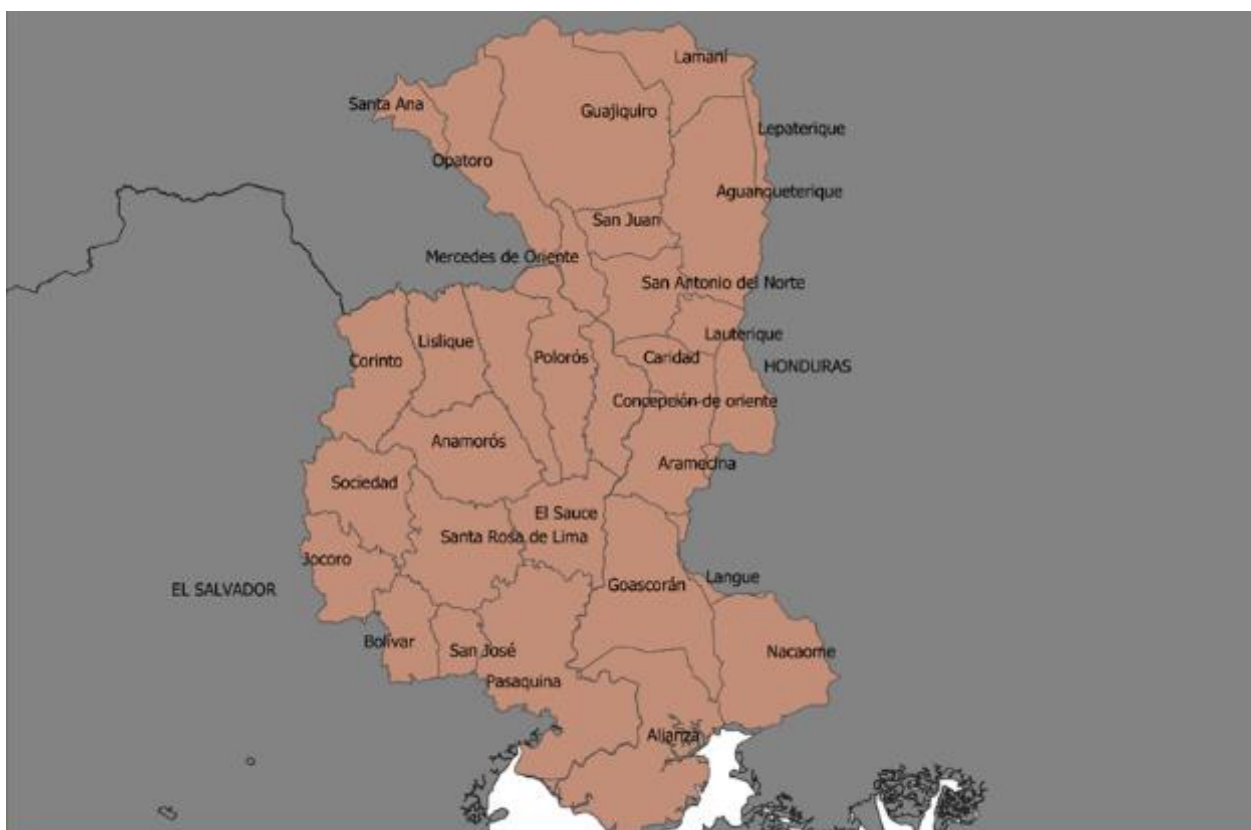 Lamaní
Santa Ana
Guajiquiro
Lepaterique
Opatoro
Aguanqueterique
San Juan
Mercedes de Oriente
San Antonio del Norte
Lauterique
Lislique
Corinto
Polorós
Caridad
HONDURAS
Concepción de oriente
Anamorós
Aramecina
Sociedad
El Sauce
Santa Rosa de Lima
Jocoro
Langue
Goascorán
EL SALVADOR
Bolívar
San José
Nacaome
Pasaquina
Alianza